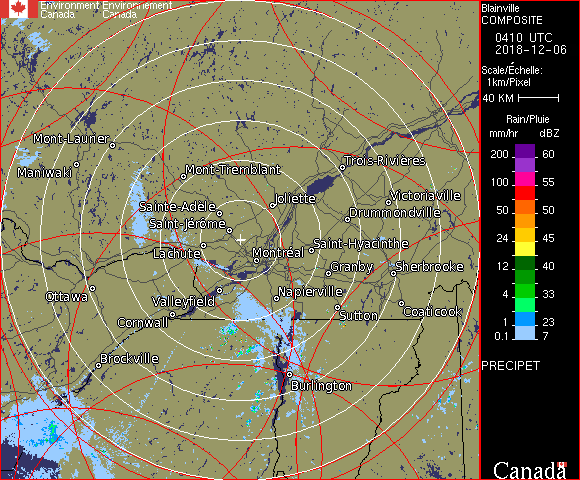 Environment Environnement
Canada Canada
Blainville
COMPOSITE
0410 UTC
2018-12-06
Scale/Échelle:
1km/Pixel
40 KM
Rain/Pluie
mm/hr dBZ
200 60
150 57
100 55
50 50
24 45
12 40
4 33
1 23
0.1 7
PRECIPET
Canada
Mont-Laurier
Maniwaki
Mont-Tremblant
Trois-Rivières
Joliette
Victoriaville
Sainte-Adèle
Drummondville
Saint-Jérôme
Lachute
Montréal
Saint-Hyacinthe
Granby
Sherbrooke
Ottawa
Valleyfield
Napierville
Cornwall
Sutton
Coaticook
Brockville
Burlington